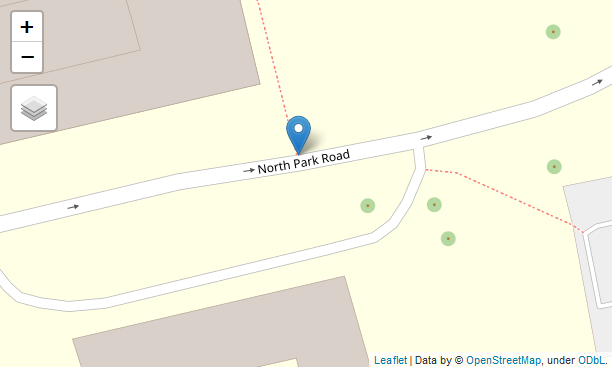 +
−
North Park Road
Leaflet | Data by © OpenStreetMap, under ODbL.